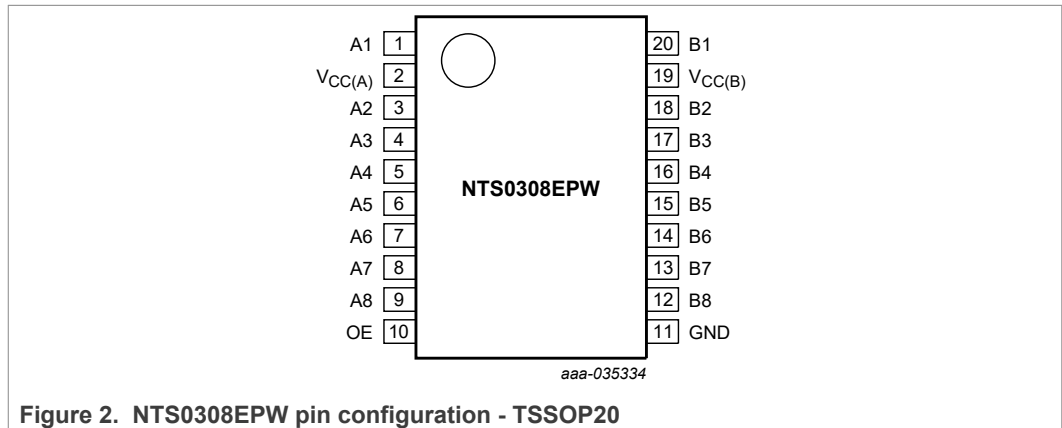 A1 1 20 B1
VCC(A) 2 19 VCC(B)
A2 3 18 B2
A3 4 17 B3
A4 5 16 B4
NTS0308EPW
A5 6 15 B5
A6 7 14 B6
A7 8 13 B7
A8 9 12 B8
OE 10 11 GND
aaa-035334
Figure 2. NTS0308EPW pin configuration - TSSOP20